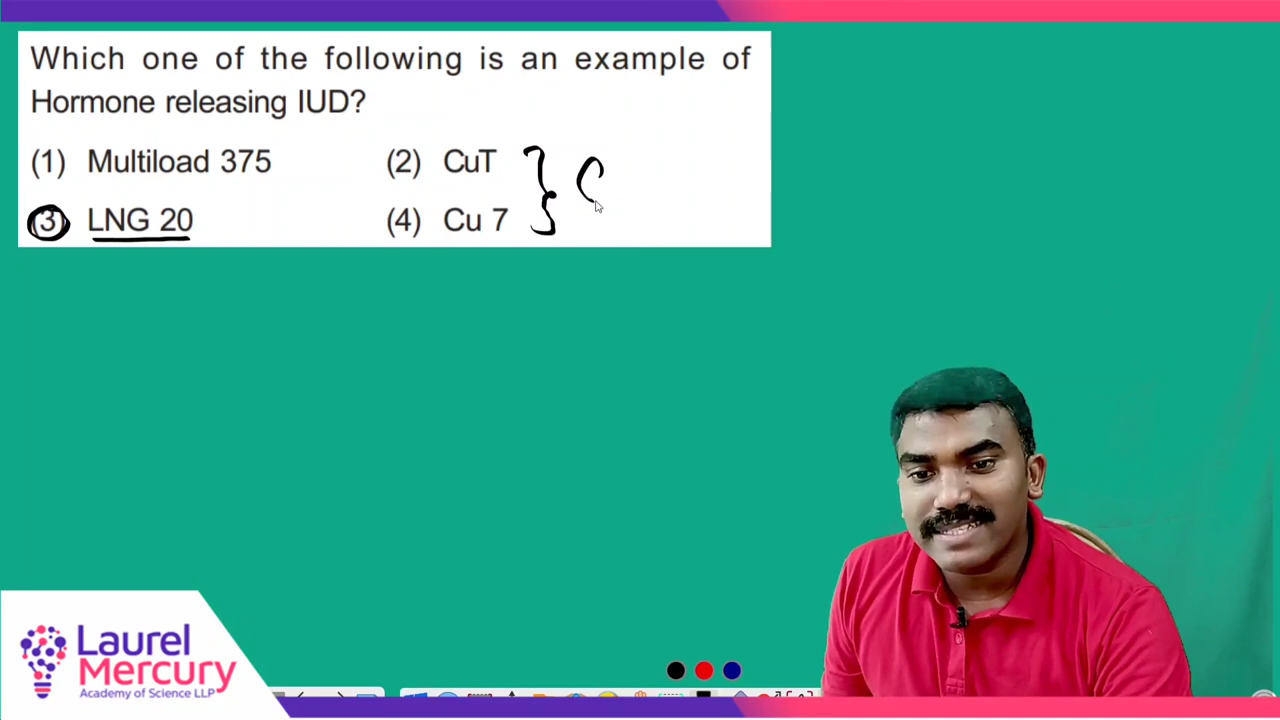 Which one of the following is an example of
Hormone releasing IUD?
(1) Multiload 375 (2) CuT
(3) LNG 20 (4) Cu 7
Laurel
Mercury
Academy of Science LLP